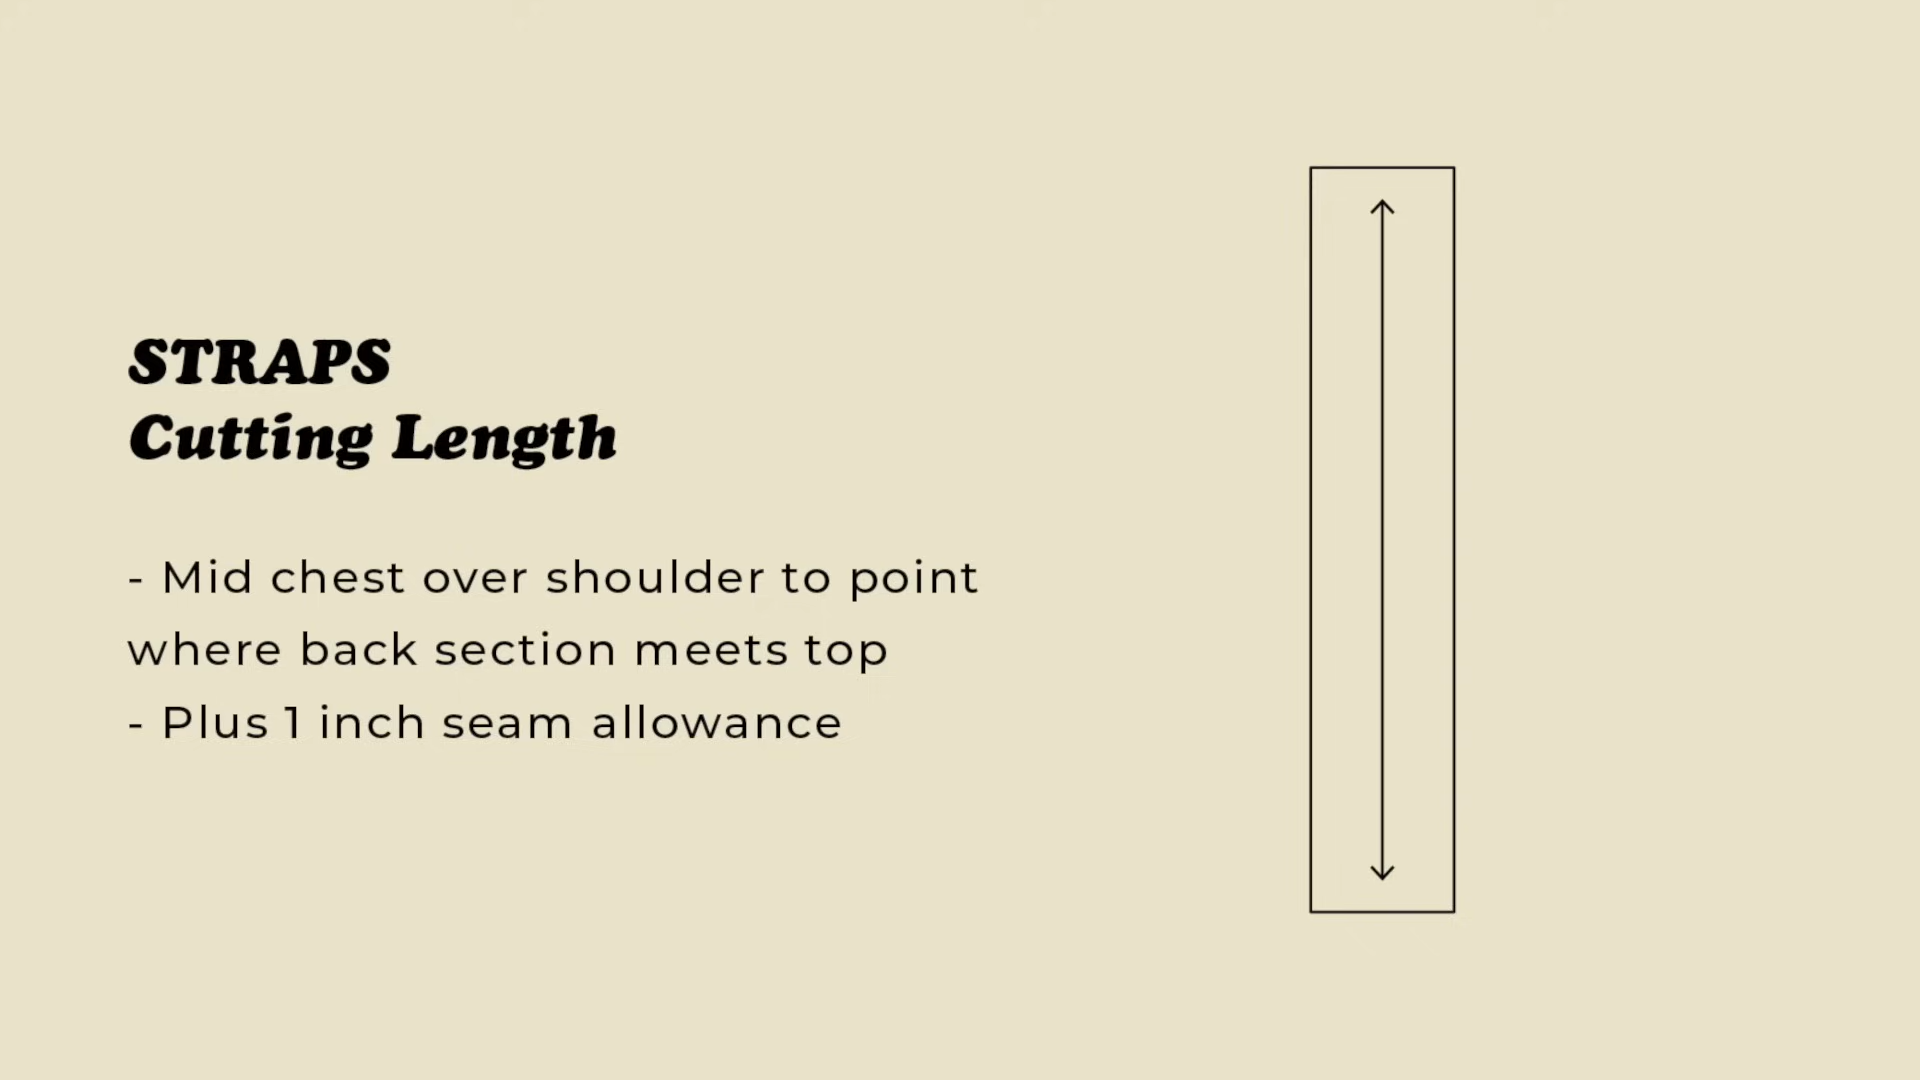 STRAPS
Cutting Length
- Mid chest over shoulder to point
where back section meets top
- Plus 1 inch seam allowance